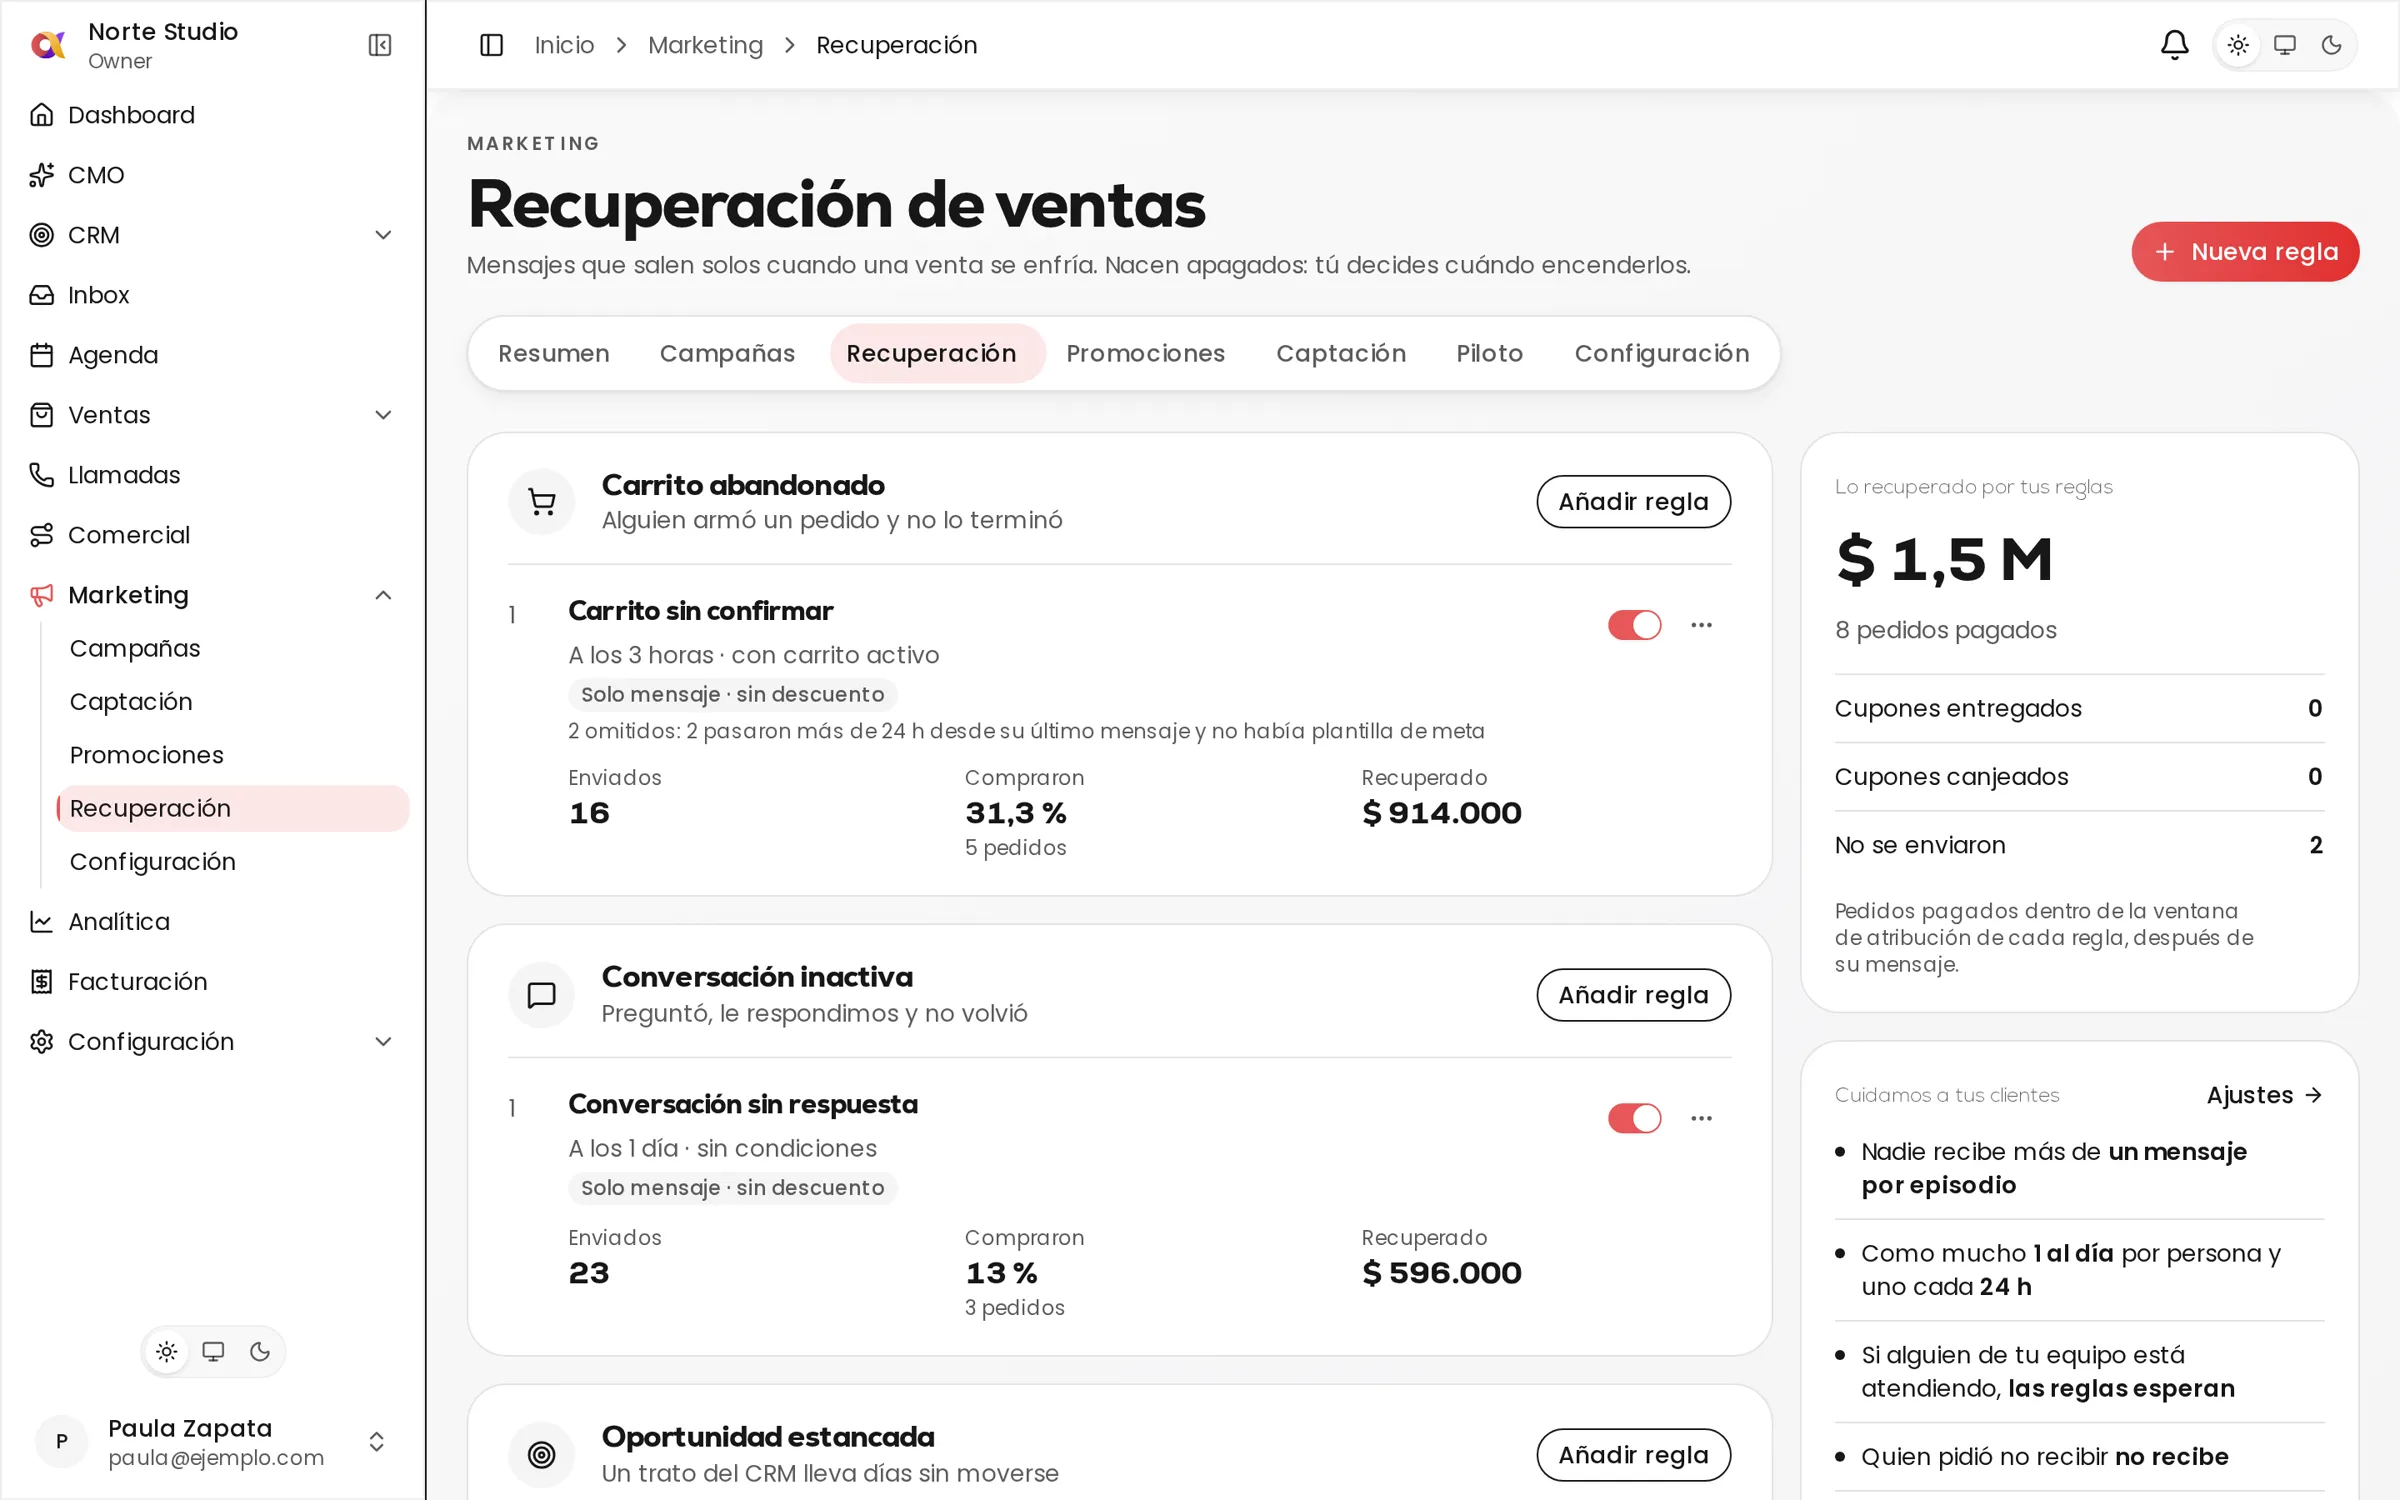 Norte Studio
Owner
Dashboard
CMO
CRM
Inbox
Agenda
Ventas
Llamadas
Comercial
Marketing
Campañas
Captación
Promociones
Recuperación
Configuración
Analítica
Facturación
Configuración
P
Paula Zapata
paula@ejemplo.com
Inicio > Marketing > Recuperación
MARKETING
Recuperación de ventas
Mensajes que salen solos cuando una venta se enfría. Nacen apagados: tú decides cuándo encenderlos.
+ Nueva regla
Resumen Campañas Recuperación Promociones Captación Piloto Configuración
Carrito abandonado
Alguien armó un pedido y no lo terminó
Añadir regla
1 Carrito sin confirmar
A los 3 horas · con carrito activo
Solo mensaje · sin descuento
2 omitidos: 2 pasaron más de 24 h desde su último mensaje y no había plantilla de meta
Enviados Compraron Recuperado
16 31,3 % $ 914.000
5 pedidos
Conversación inactiva
Preguntó, le respondimos y no volvió
Añadir regla
1 Conversación sin respuesta
A los 1 día · sin condiciones
Solo mensaje · sin descuento
Enviados Compraron Recuperado
23 13 % $ 596.000
3 pedidos
Oportunidad estancada
Un trato del CRM lleva días sin moverse
Añadir regla
Lo recuperado por tus reglas
$ 1,5 M
8 pedidos pagados
Cupones entregados 0
Cupones canjeados 0
No se enviaron 2
Pedidos pagados dentro de la ventana
de atribución de cada regla, después de
su mensaje.
Cuidamos a tus clientes Ajustes →
• Nadie recibe más de un mensaje
por episodio
• Como mucho 1 al día por persona y
uno cada 24 h
• Si alguien de tu equipo está
atendiendo, las reglas esperan
• Quien pidió no recibir no recibe